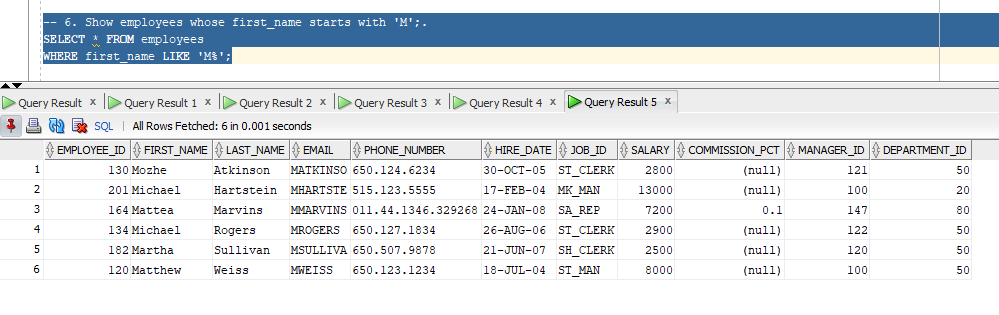 -- 6. Show employees whose first_name starts with 'M';.
SELECT * FROM employees
WHERE first_name LIKE 'M%';
Query Result x Query Result 1 x Query Result 2 x Query Result 3 x Query Result 4 x Query Result 5 x
SQL | All Rows Fetched: 6 in 0.001 seconds
EMPLOYEE_ID FIRST_NAME LAST_NAME EMAIL PHONE_NUMBER HIRE_DATE JOB_ID SALARY COMMISSION_PCT MANAGER_ID DEPARTMENT_ID
1 130 Mozhe Atkinson MATKINSO 650.124.6234 30-OCT-05 ST_CLERK 2800 (null) 121 50
2 201 Michael Hartstein MHARTSTE 515.123.5555 17-FEB-04 MK_MAN 13000 (null) 100 20
3 164 Mattea Marvins MMARVINS 011.44.1346.329268 24-JAN-08 SA_REP 7200 0.1 147 80
4 134 Michael Rogers MROGERS 650.127.1834 26-AUG-06 ST_CLERK 2900 (null) 122 50
5 182 Martha Sullivan MSULLIVA 650.507.9878 21-JUN-07 SH_CLERK 2500 (null) 120 50
6 120 Matthew Weiss MWEISS 650.123.1234 18-JUL-04 ST_MAN 8000 (null) 100 50